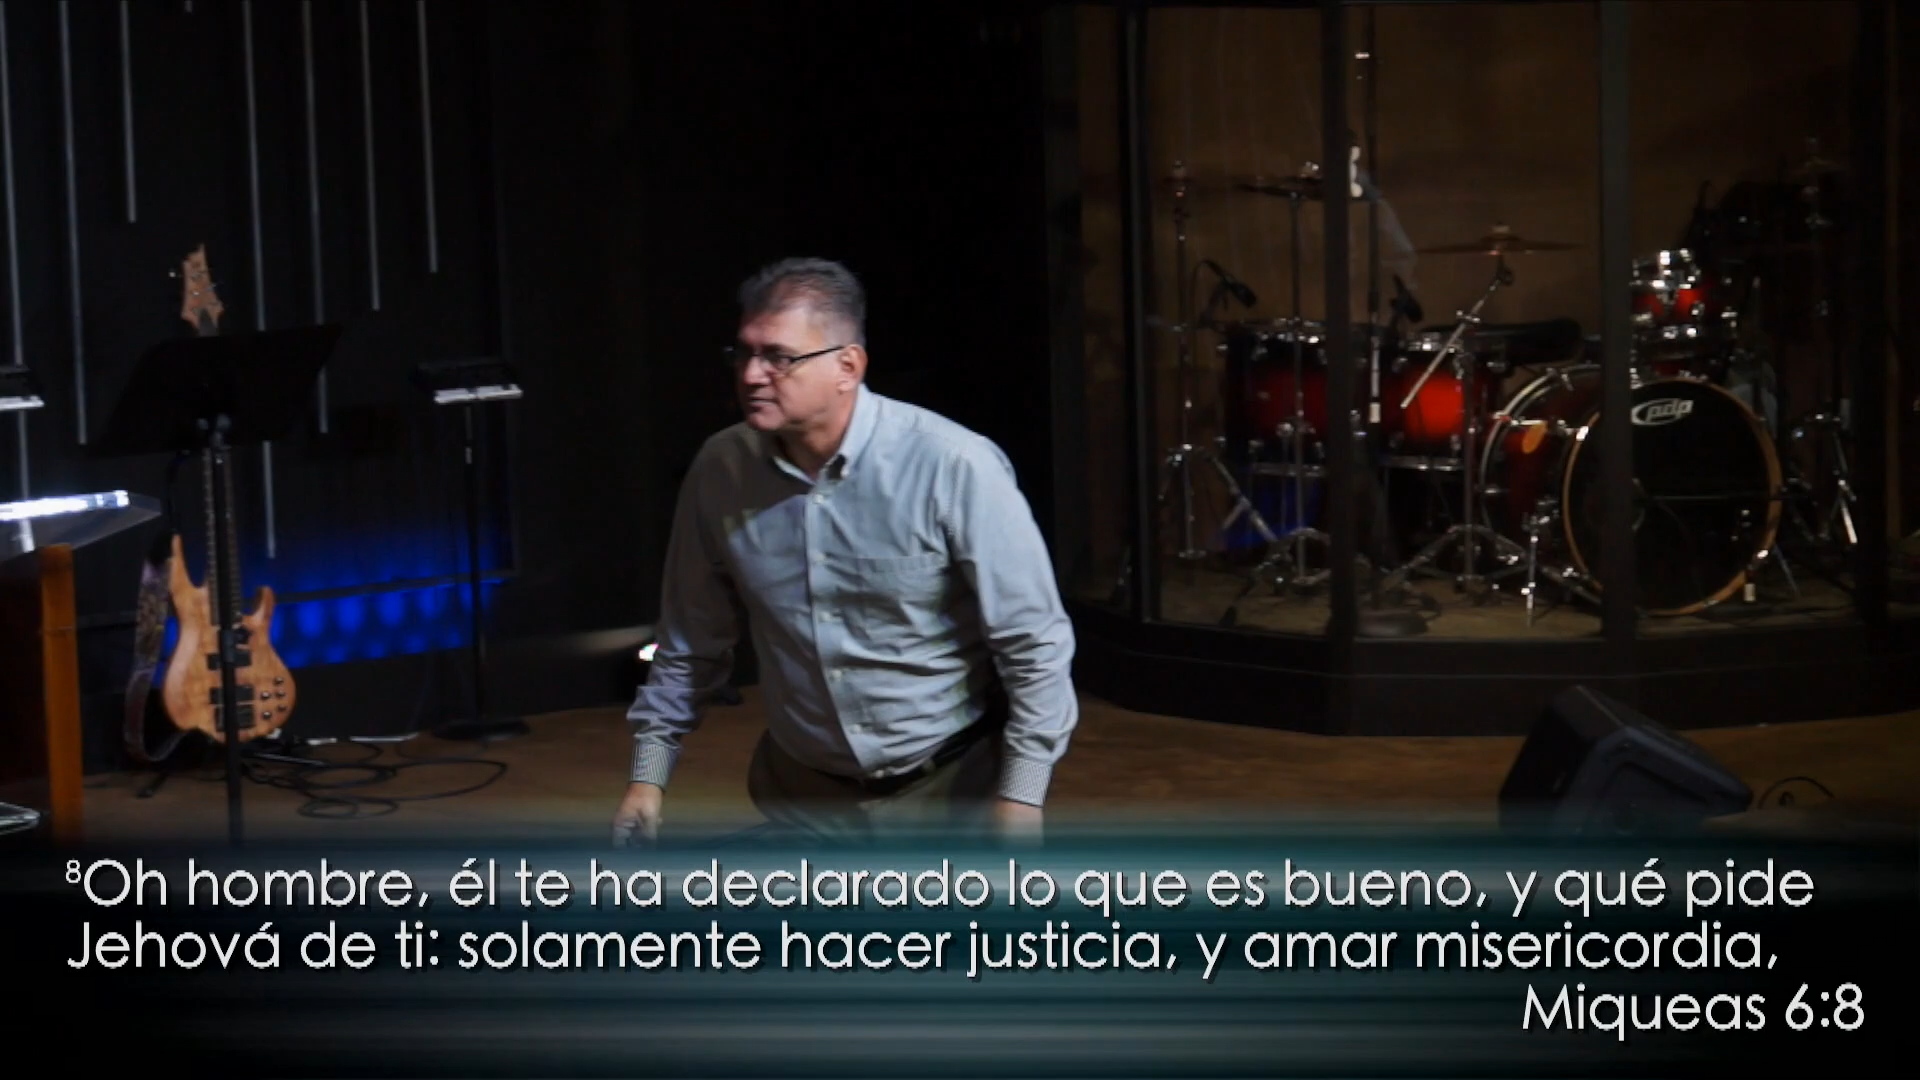 pdp
⁸Oh hombre, él te ha declarado lo que es bueno, y qué pide
Jehová de ti: solamente hacer justicia, y amar misericordia,
Miqueas 6:8